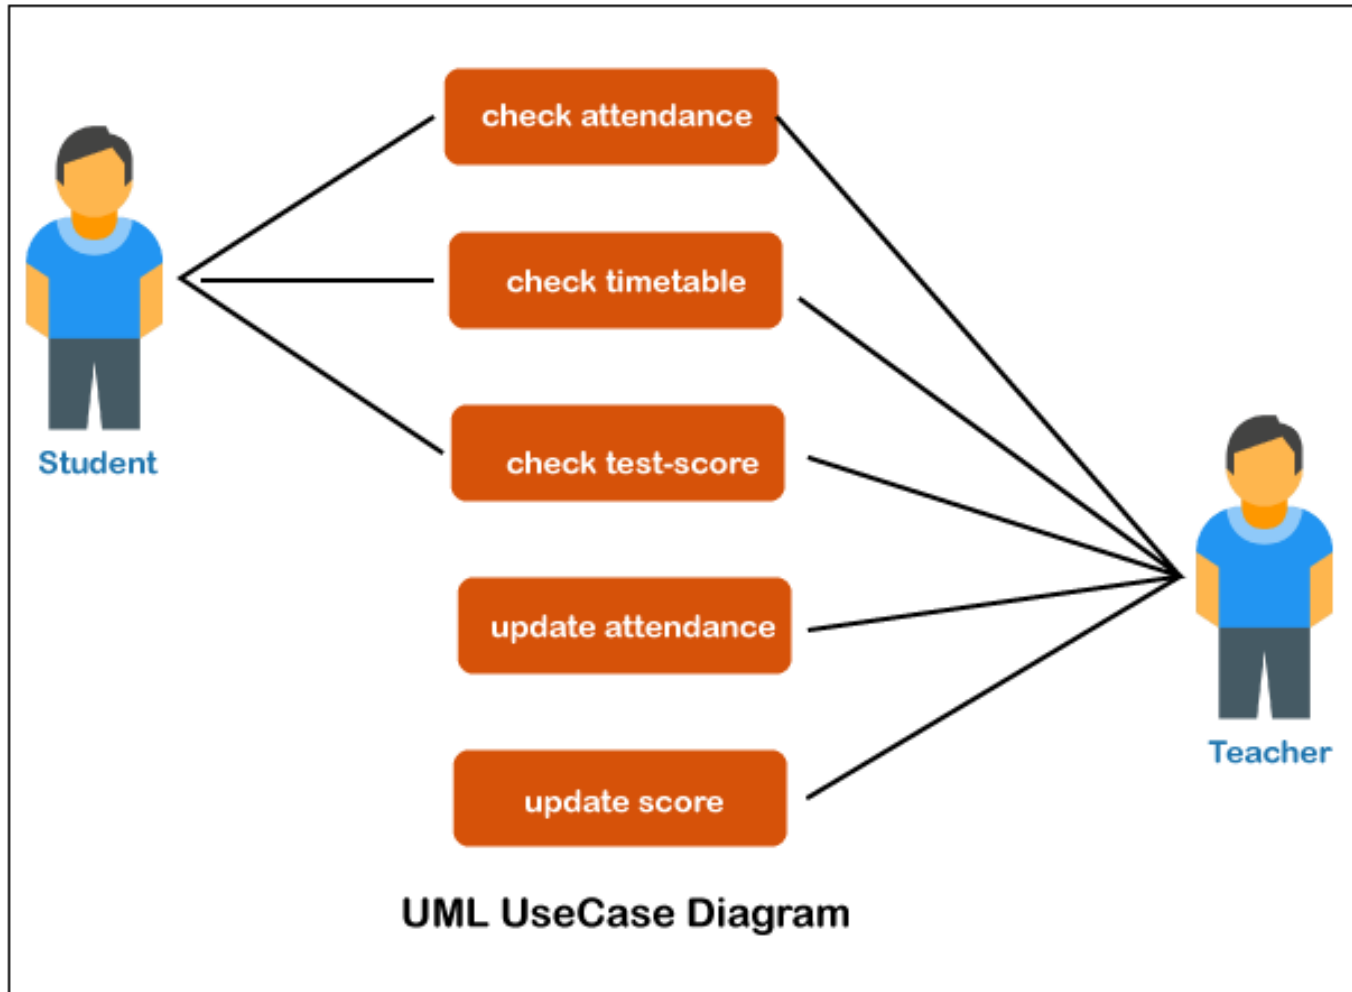 check attendance
check timetable
Student
check test-score
update attendance
Teacher
update score
UML UseCase Diagram